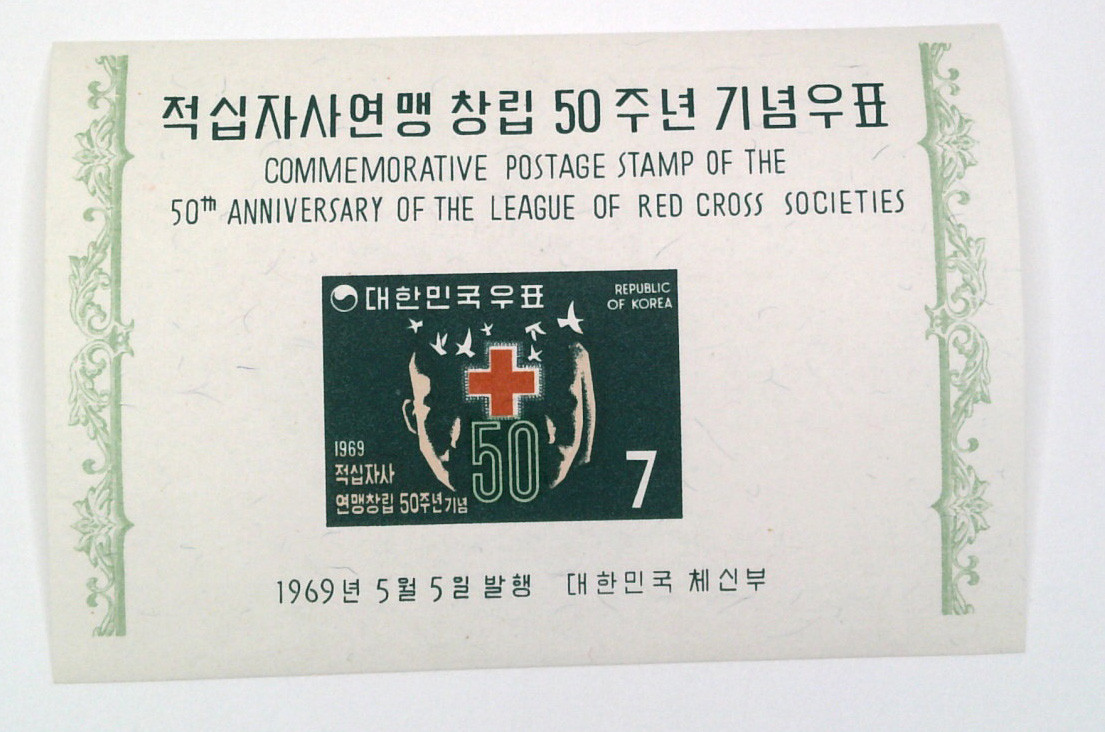 적십자사연맹 창립 50주년 기념우표
COMMEMORATIVE POSTAGE STAMP OF THE
50th ANNIVERSARY OF THE LEAGUE OF RED CROSS SOCIETIES
대한민국우표
REPUBLIC
OF KOREA
50
1969
적십자사
연맹창립 50주년기념
7
1969년 5월 5일 발행 대한민국 체신부